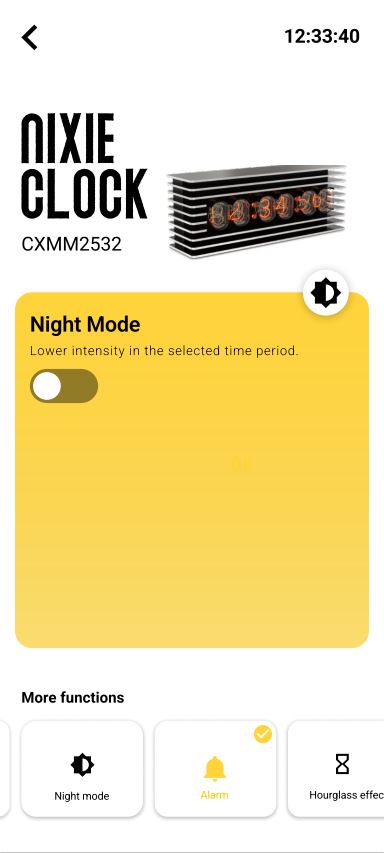 12:33:40
NIXIE
CLOCK
CXMM2532
Night Mode
Lower intensity in the selected time period.
More functions
Night mode
Alarm
Hourglass effec